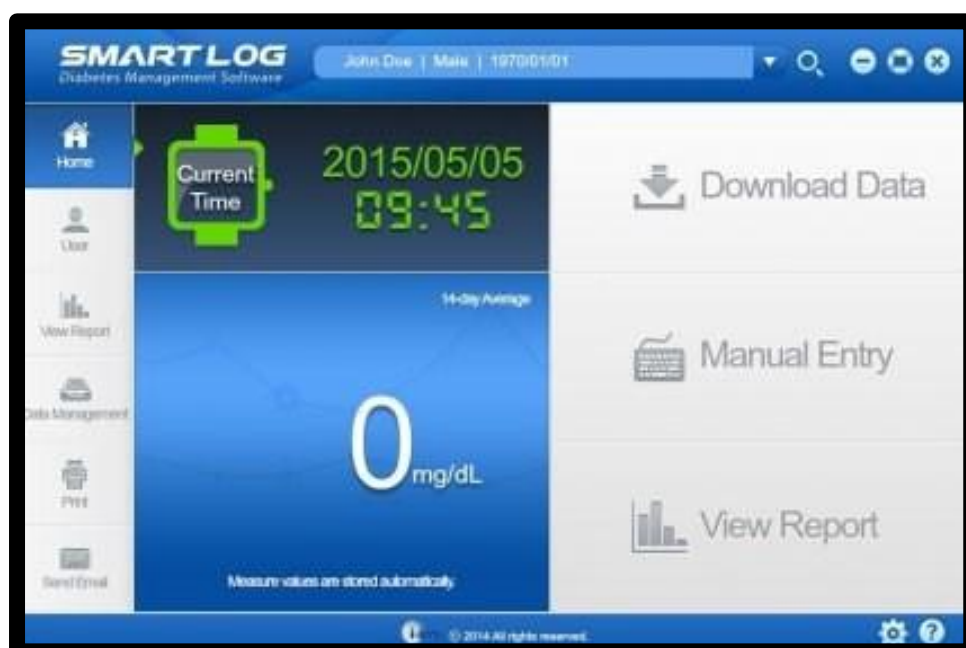 SMART LOG
Diabetes Management Software
John Doe | Male | 1970/01/01
Home
User
View Report
Data Management
Print
Send Email
Current
Time
2015/05/05
09:45
14-day Average
0 mg/dL
Measure values are stored automatically.
Download Data
Manual Entry
View Report
© 2014 All rights reserved.